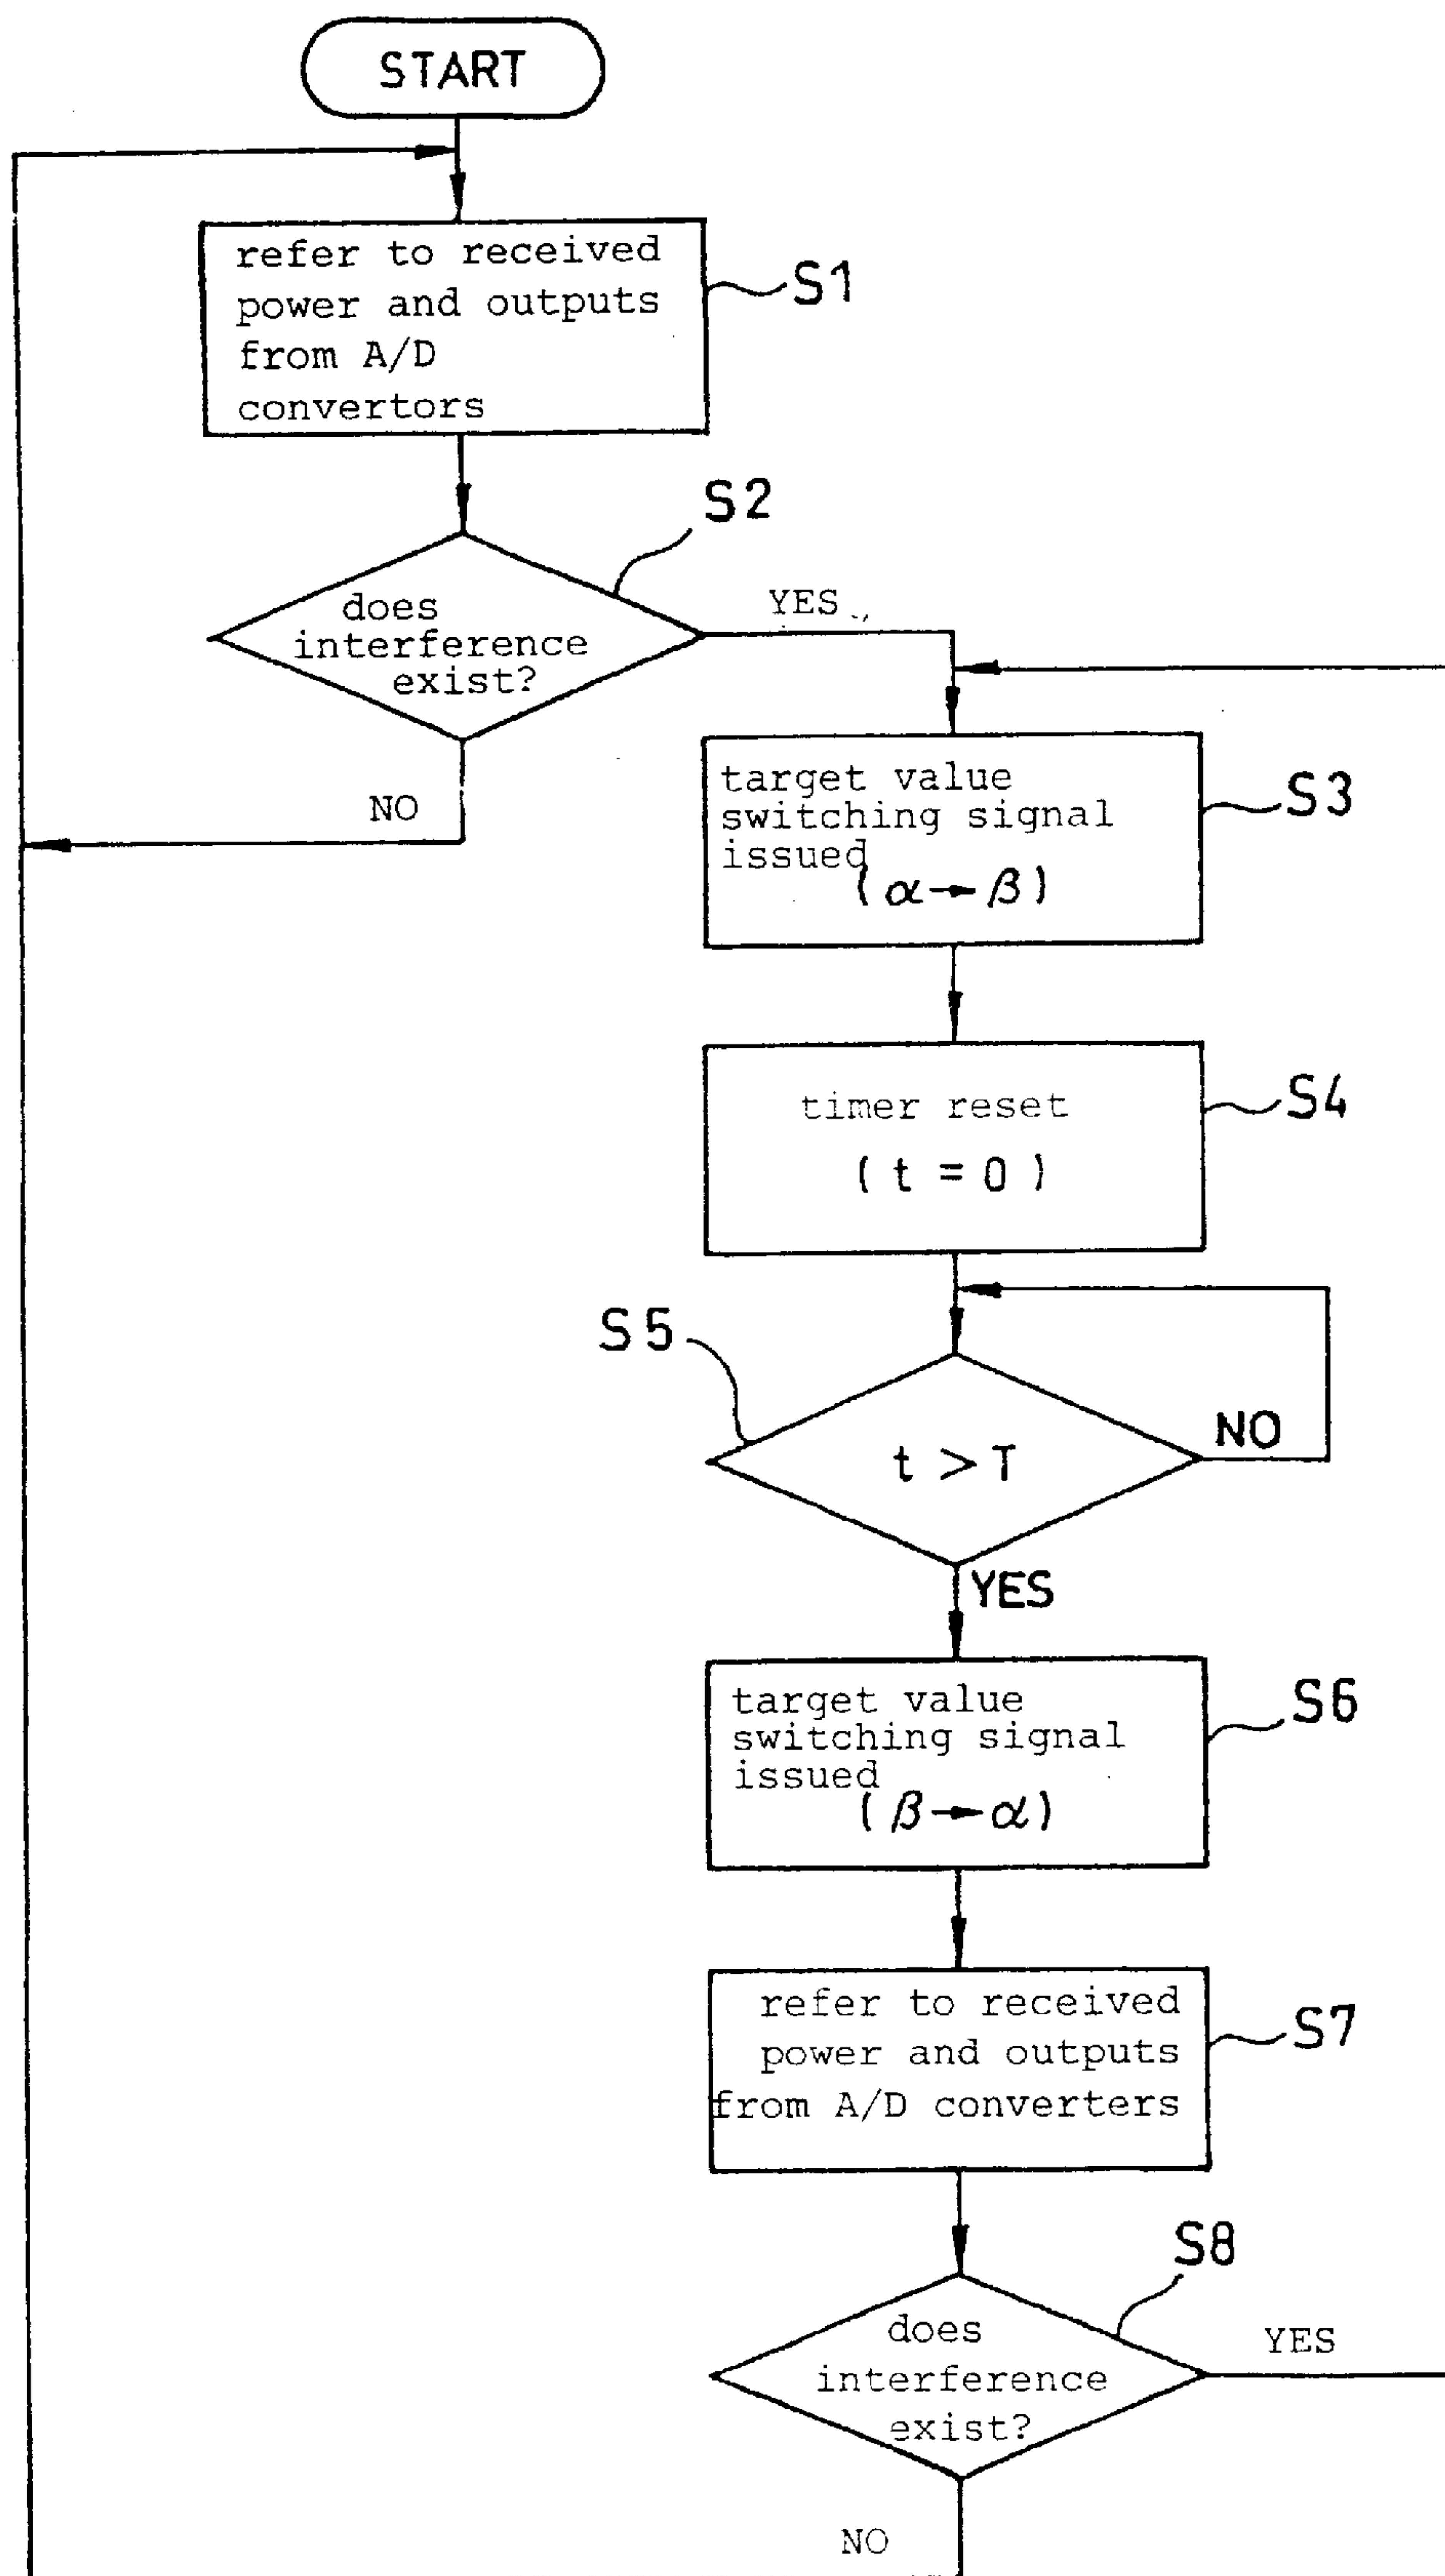 START
refer to received
power and outputs
from A/D
convertors
S1
S2
does
interference
exist?
YES
NO
target value
switching signal
issued
(α→β)
S3
timer reset
(t = 0)
S4
S5
t > T
NO
YES
target value
switching signal
issued
(β→α)
S6
refer to received
power and outputs
from A/D converters
S7
S8
does
interference
exist?
YES
NO